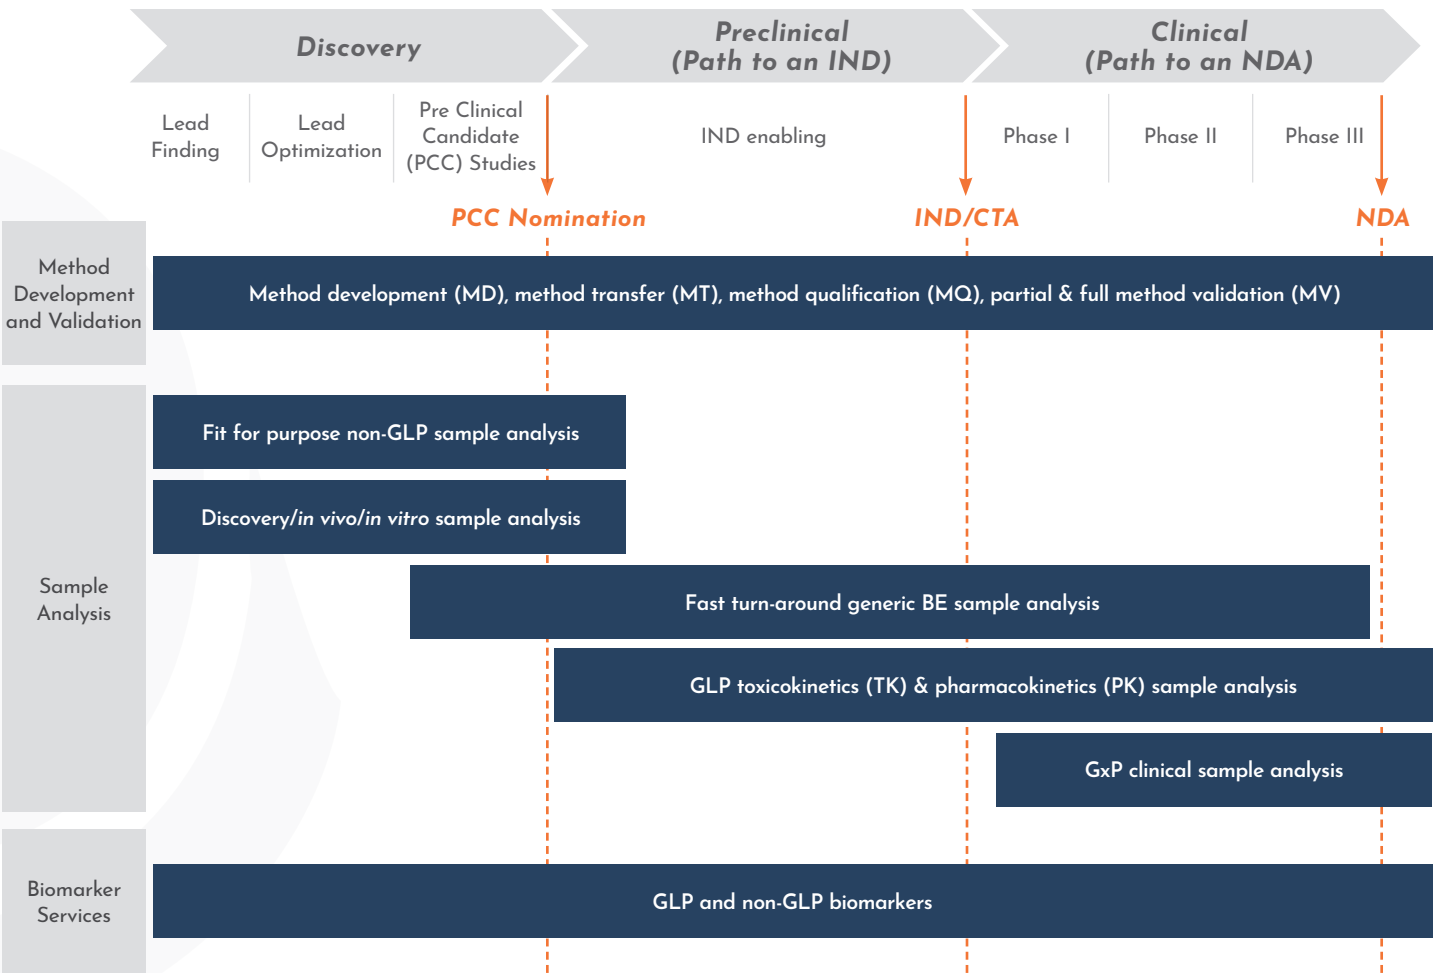 Discovery
Preclinical
(Path to an IND)
Clinical
(Path to an NDA)
Lead
Finding
Lead
Optimization
Pre Clinical
Candidate
(PCC) Studies
IND enabling
Phase I
Phase II
Phase III
PCC Nomination
IND/CTA
NDA
Method
Development
and Validation
Method development (MD), method transfer (MT), method qualification (MQ), partial & full method validation (MV)
Sample
Analysis
Fit for purpose non-GLP sample analysis
Discovery/in vivo/in vitro sample analysis
Fast turn-around generic BE sample analysis
GLP toxicokinetics (TK) & pharmacokinetics (PK) sample analysis
GxP clinical sample analysis
Biomarker
Services
GLP and non-GLP biomarkers